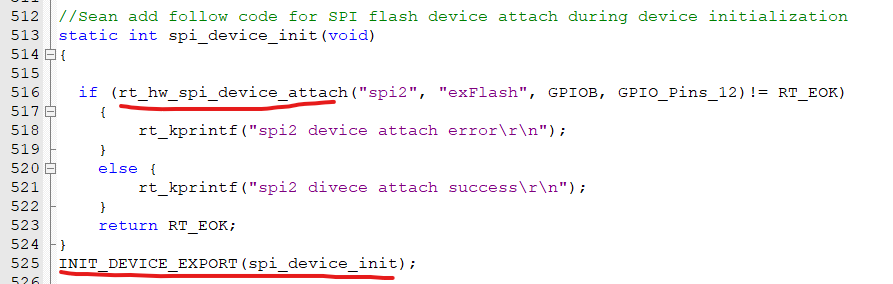 512 //Sean add follow code for SPI flash device attach during device initialization
513 static int spi_device_init(void)
514 {
515
516 if (rt_hw_spi_device_attach("spi2", "exFlash", GPIOB, GPIO_Pins_12)!= RT_EOK)
517 {
518 rt_kprintf("spi2 device attach error\r\n");
519 }
520 else {
521 rt_kprintf("spi2 divece attach success\r\n");
522 }
523 return RT_EOK;
524 }
525 INIT_DEVICE_EXPORT(spi_device_init);